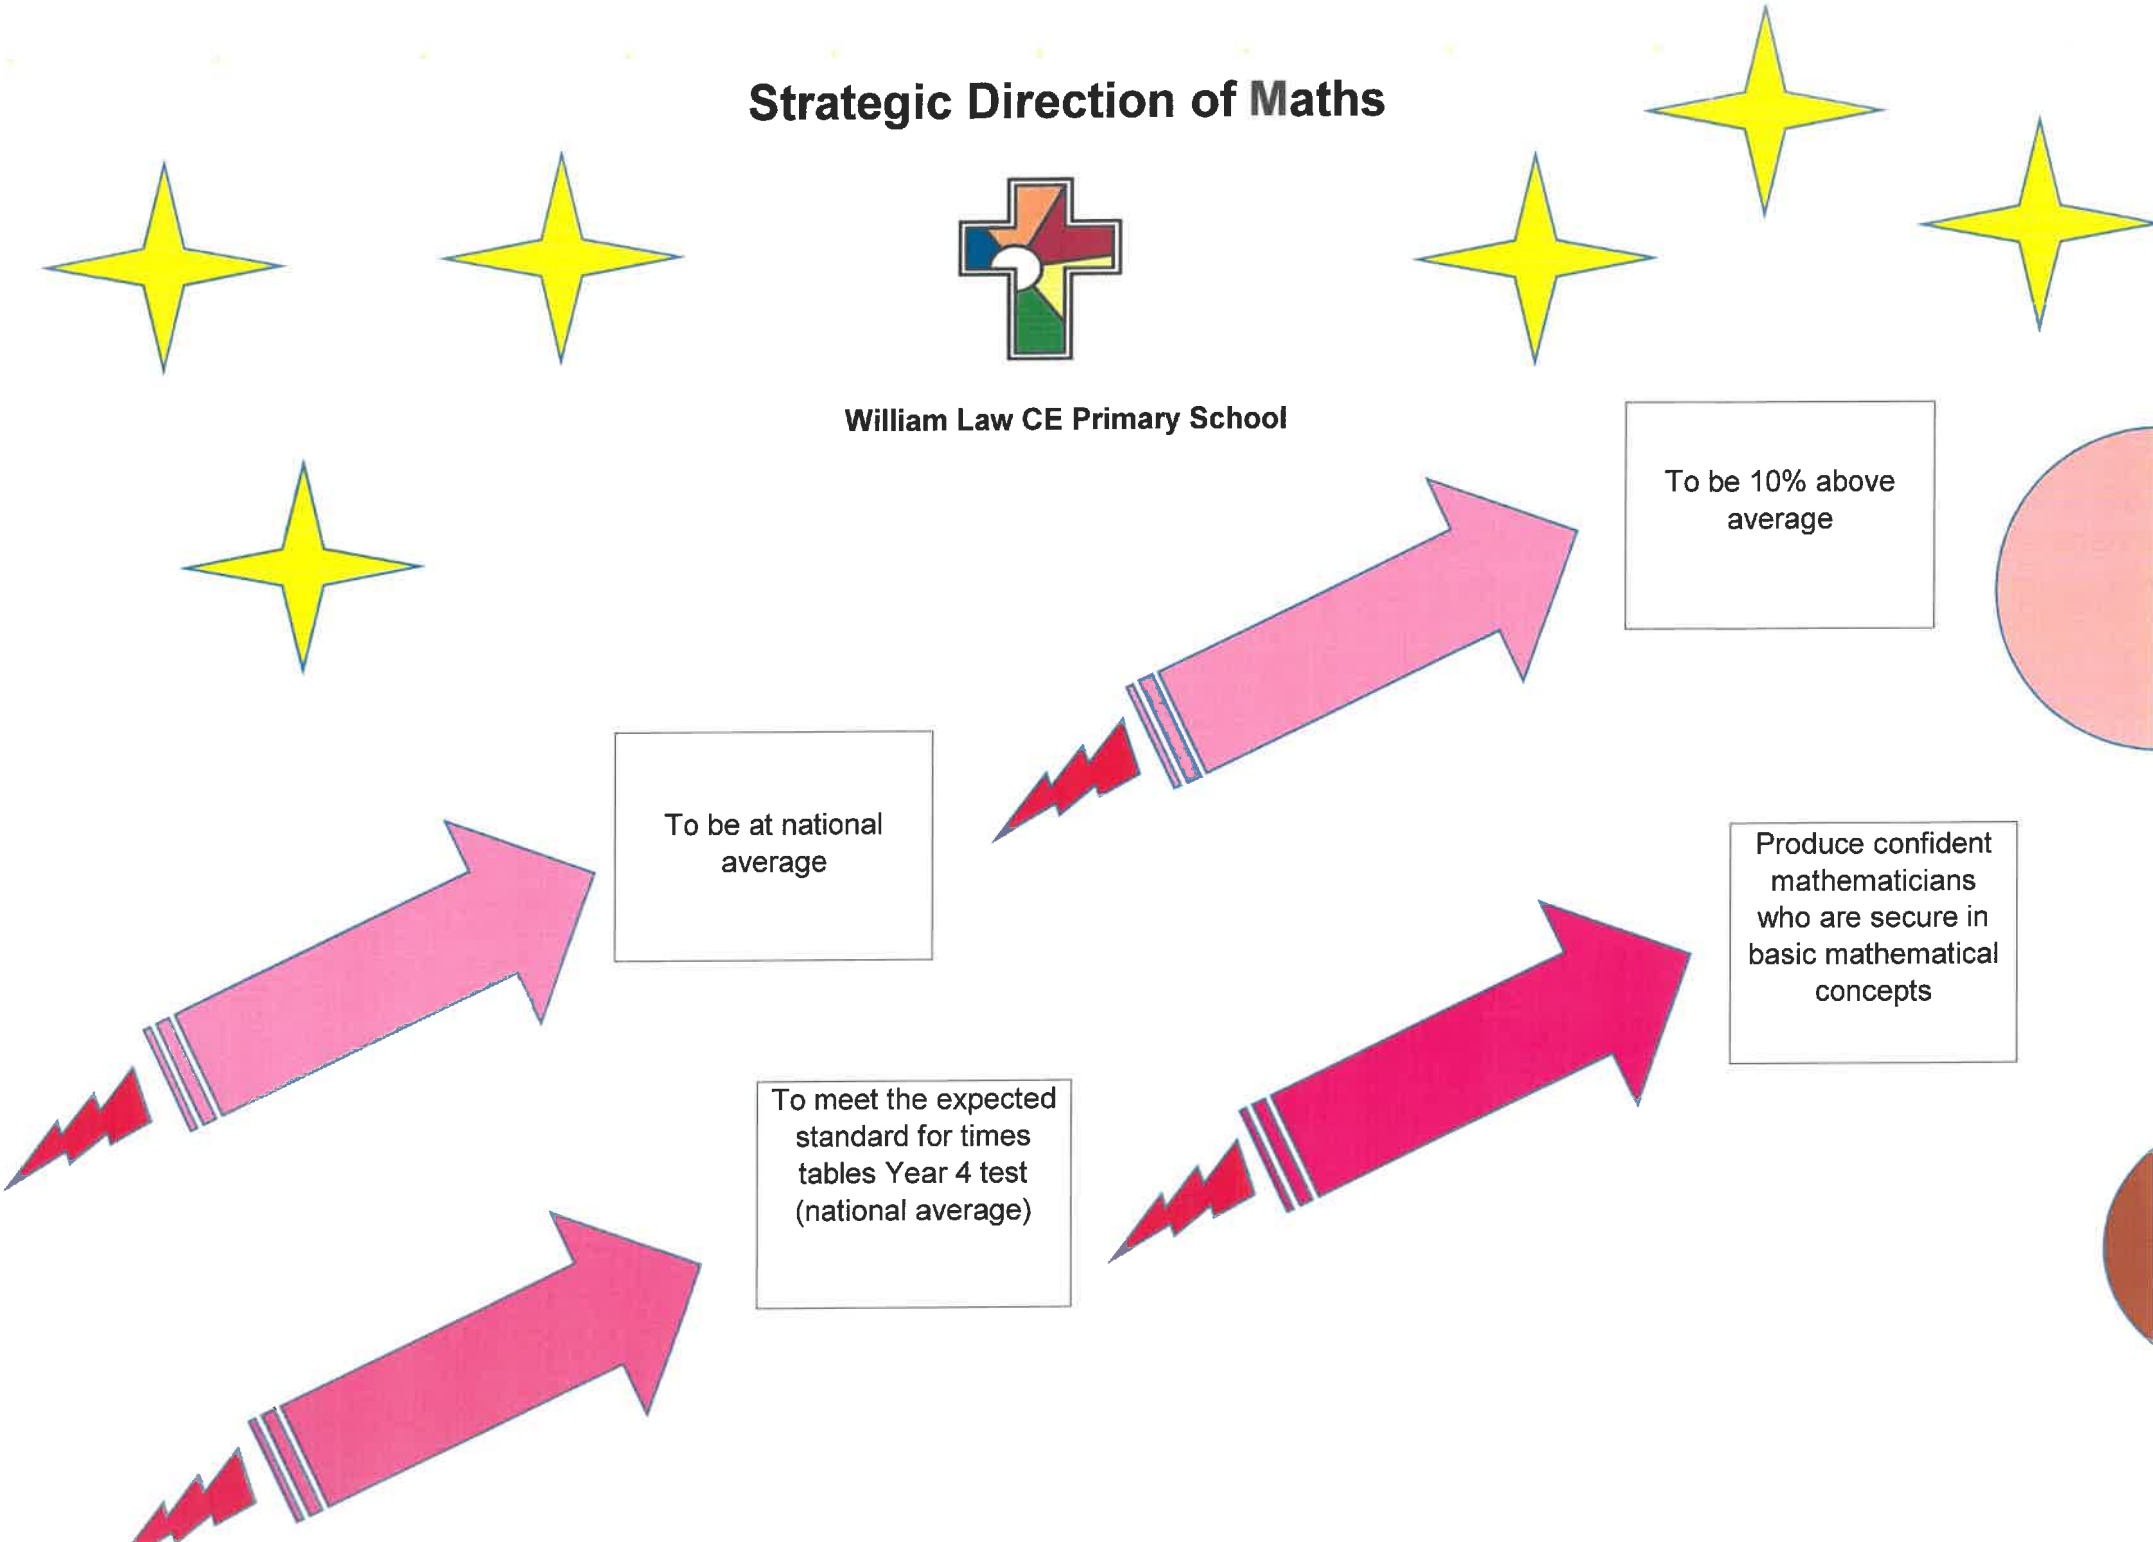 Strategic Direction of Maths
William Law CE Primary School
To be 10% above
average
To be at national
average
Produce confident
mathematicians
who are secure in
basic mathematical
concepts
To meet the expected
standard for times
tables Year 4 test
(national average)